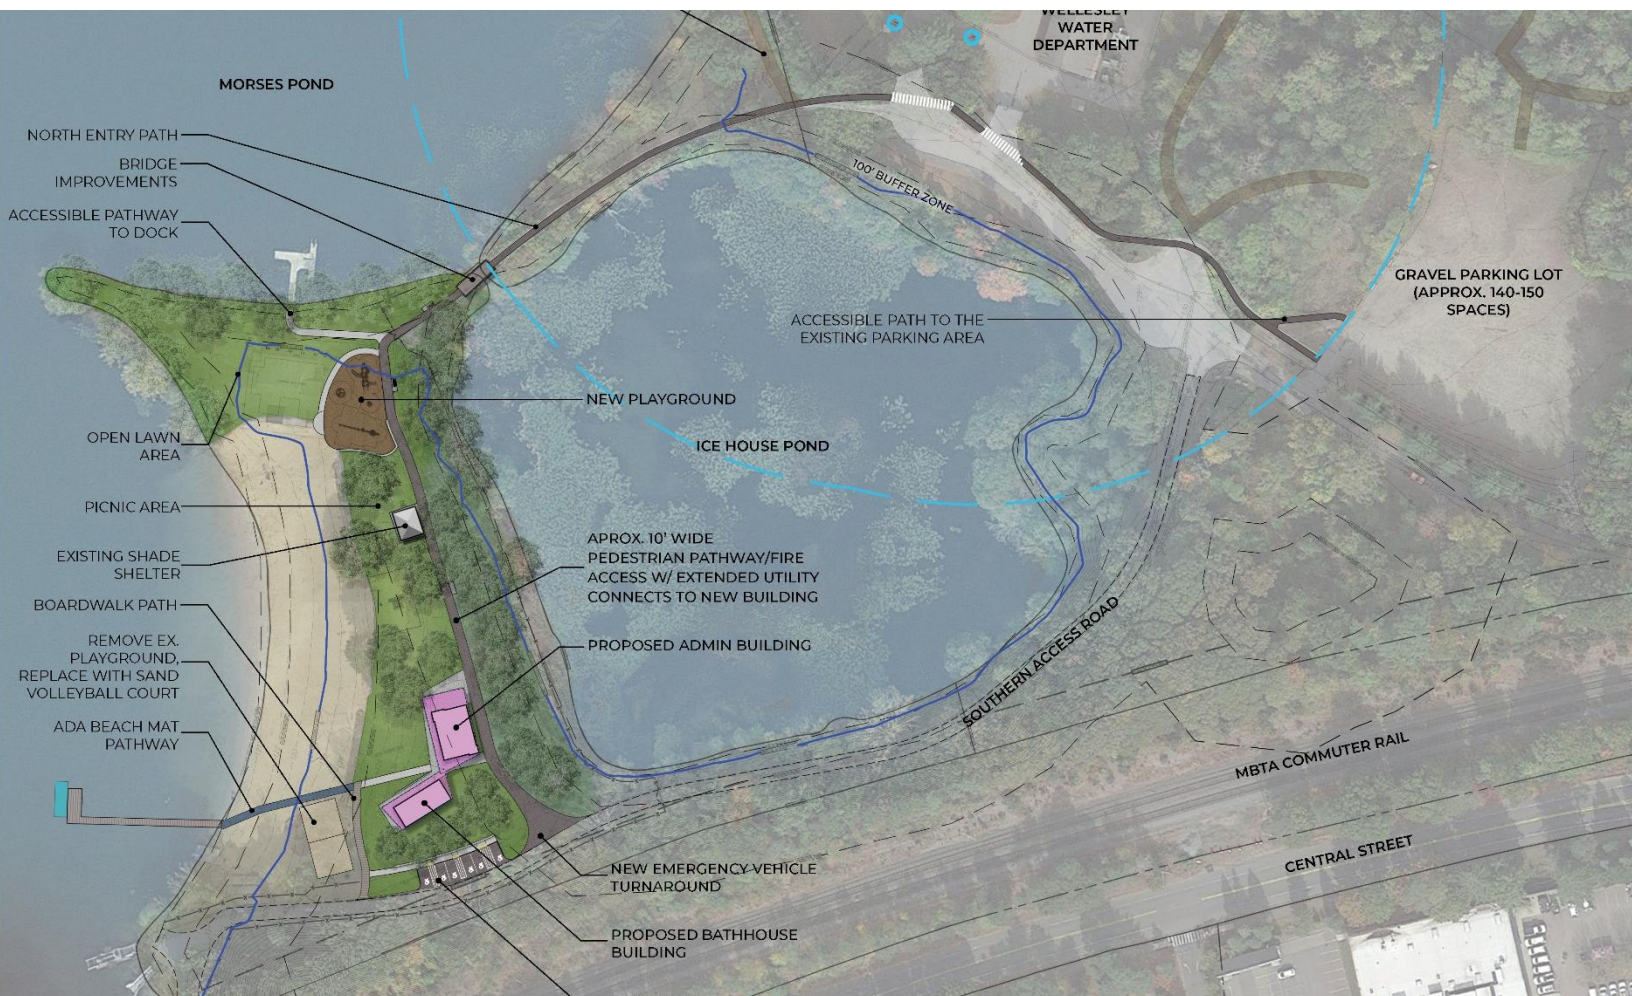 WELLESLEY
WATER
DEPARTMENT
MORSES POND
NORTH ENTRY PATH
BRIDGE
IMPROVEMENTS
ACCESSIBLE PATHWAY
TO DOCK
100' BUFFER ZONE
GRAVEL PARKING LOT
(APPROX. 140-150
SPACES)
ACCESSIBLE PATH TO THE
EXISTING PARKING AREA
NEW PLAYGROUND
OPEN LAWN
AREA
ICE HOUSE POND
PICNIC AREA
EXISTING SHADE
SHELTER
APROX. 10' WIDE
PEDESTRIAN PATHWAY/FIRE
ACCESS W/ EXTENDED UTILITY
CONNECTS TO NEW BUILDING
BOARDWALK PATH
REMOVE EX.
PLAYGROUND,
REPLACE WITH SAND
VOLLEYBALL COURT
PROPOSED ADMIN BUILDING
SOUTHERN ACCESS ROAD
ADA BEACH MAT
PATHWAY
MBTA COMMUTER RAIL
CENTRAL STREET
NEW EMERGENCY VEHICLE
TURNAROUND
PROPOSED BATHHOUSE
BUILDING